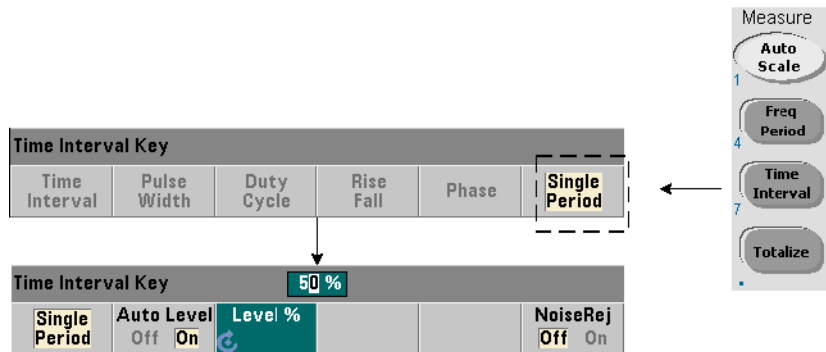 Measure
Auto
Scale
1
Freq
Period
4
Time
Interval
7
Totalize
.
Time Interval Key
Time
Interval
Pulse
Width
Duty
Cycle
Rise
Fall
Phase
Single
Period
Time Interval Key
50 %
Single
Period
Auto Level
Off On
Level %
NoiseRej
Off On